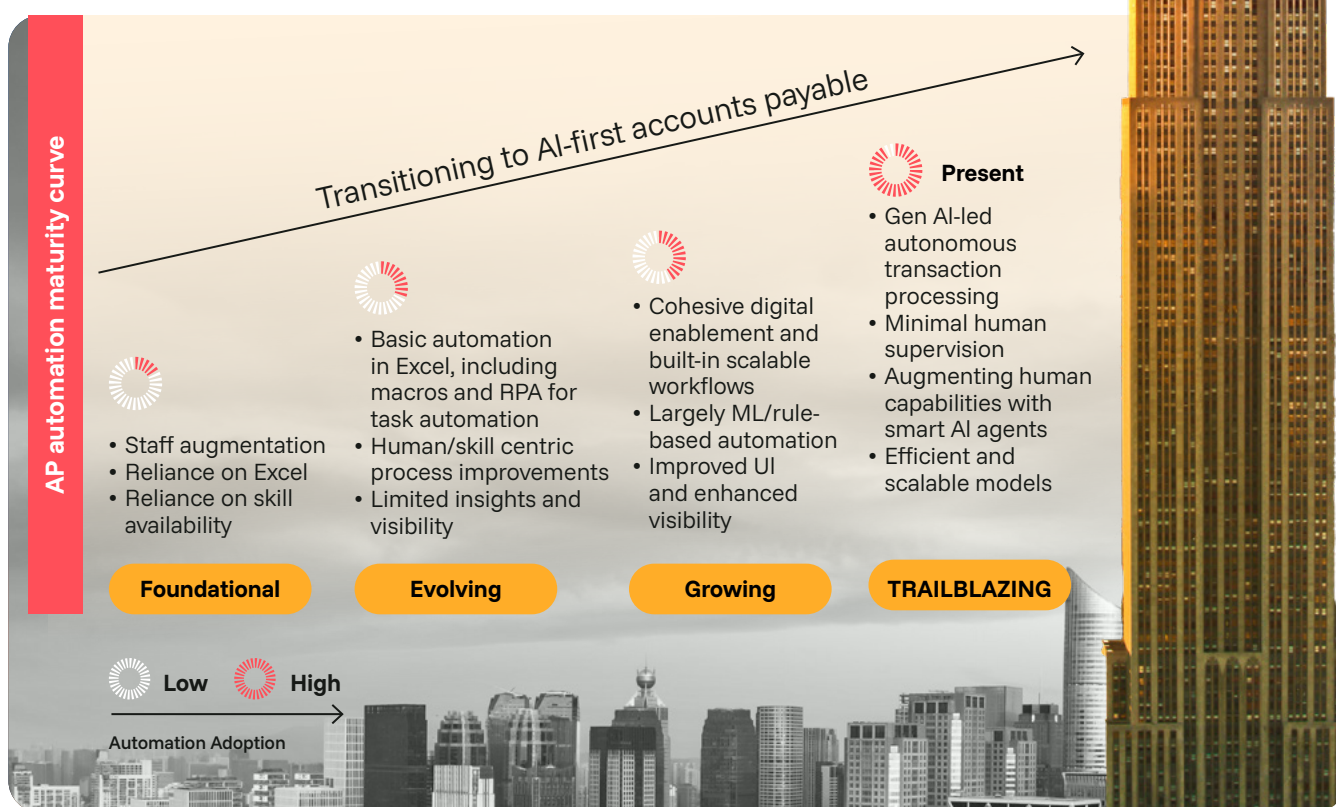 AP automation maturity curve
Transitioning to AI-first accounts payable
• Staff augmentation
• Reliance on Excel
• Reliance on skill
availability
Foundational
• Basic automation
in Excel, including
macros and RPA for
task automation
• Human/skill centric
process improvements
• Limited insights and
visibility
Evolving
• Cohesive digital
enablement and
built-in scalable
workflows
• Largely ML/rule-
based automation
• Improved UI
and enhanced
visibility
Growing
Present
• Gen AI-led
autonomous
transaction
processing
• Minimal human
supervision
• Augmenting human
capabilities with
smart AI agents
• Efficient and
scalable models
TRAILBLAZING
Low
High
Automation Adoption